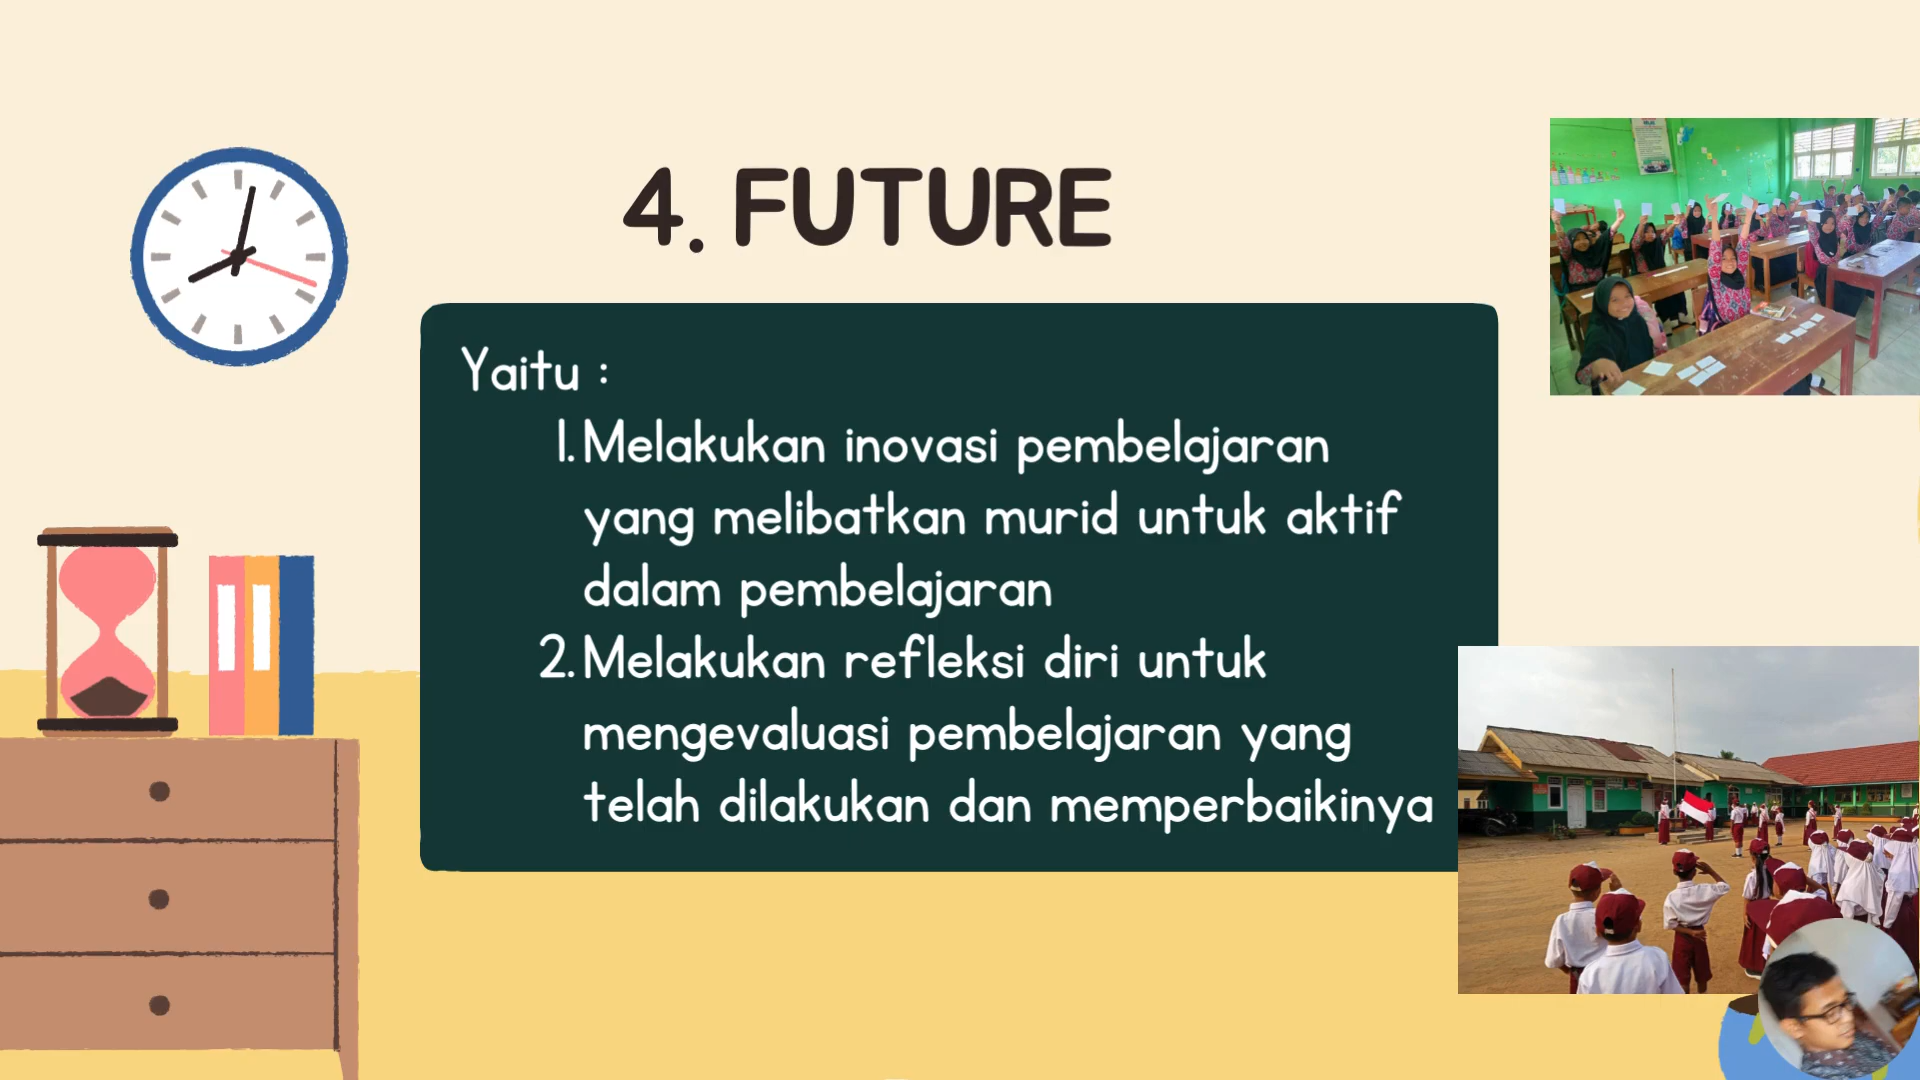 4. FUTURE
Yaitu :
1. Melakukan inovasi pembelajaran
yang melibatkan murid untuk aktif
dalam pembelajaran
2. Melakukan refleksi diri untuk
mengevaluasi pembelajaran yang
telah dilakukan dan memperbaikinya